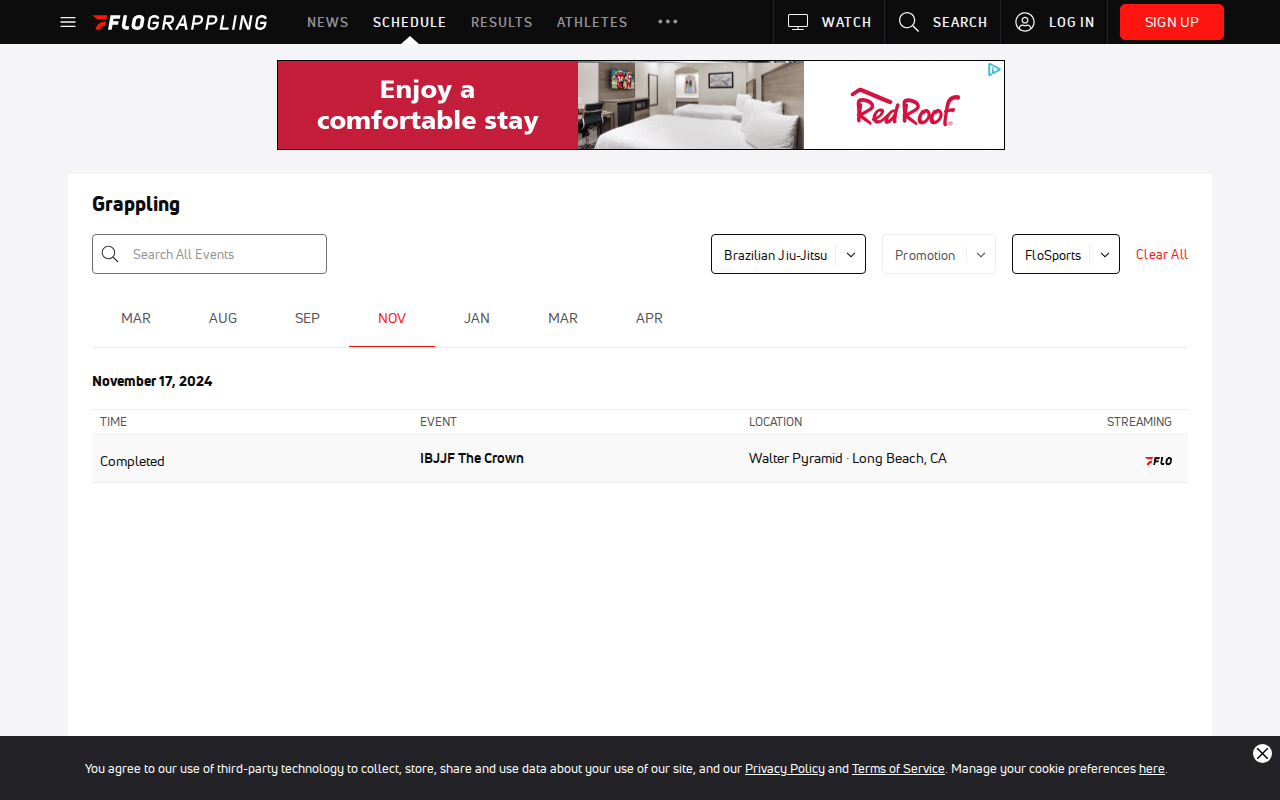 FLOGRAPPLING
NEWS
SCHEDULE
RESULTS
ATHLETES
WATCH
SEARCH
LOG IN
SIGN UP
Enjoy a
comfortable stay
Red Roof®
Grappling
Search All Events
Brazilian Jiu-Jitsu
Promotion
FloSports
Clear All
MAR
AUG
SEP
NOV
JAN
MAR
APR
November 17, 2024
TIME
EVENT
LOCATION
STREAMING
Completed
IBJJF The Crown
Walter Pyramid · Long Beach, CA
FLO
You agree to our use of third-party technology to collect, store, share and use data about your use of our site, and our Privacy Policy and Terms of Service. Manage your cookie preferences here.